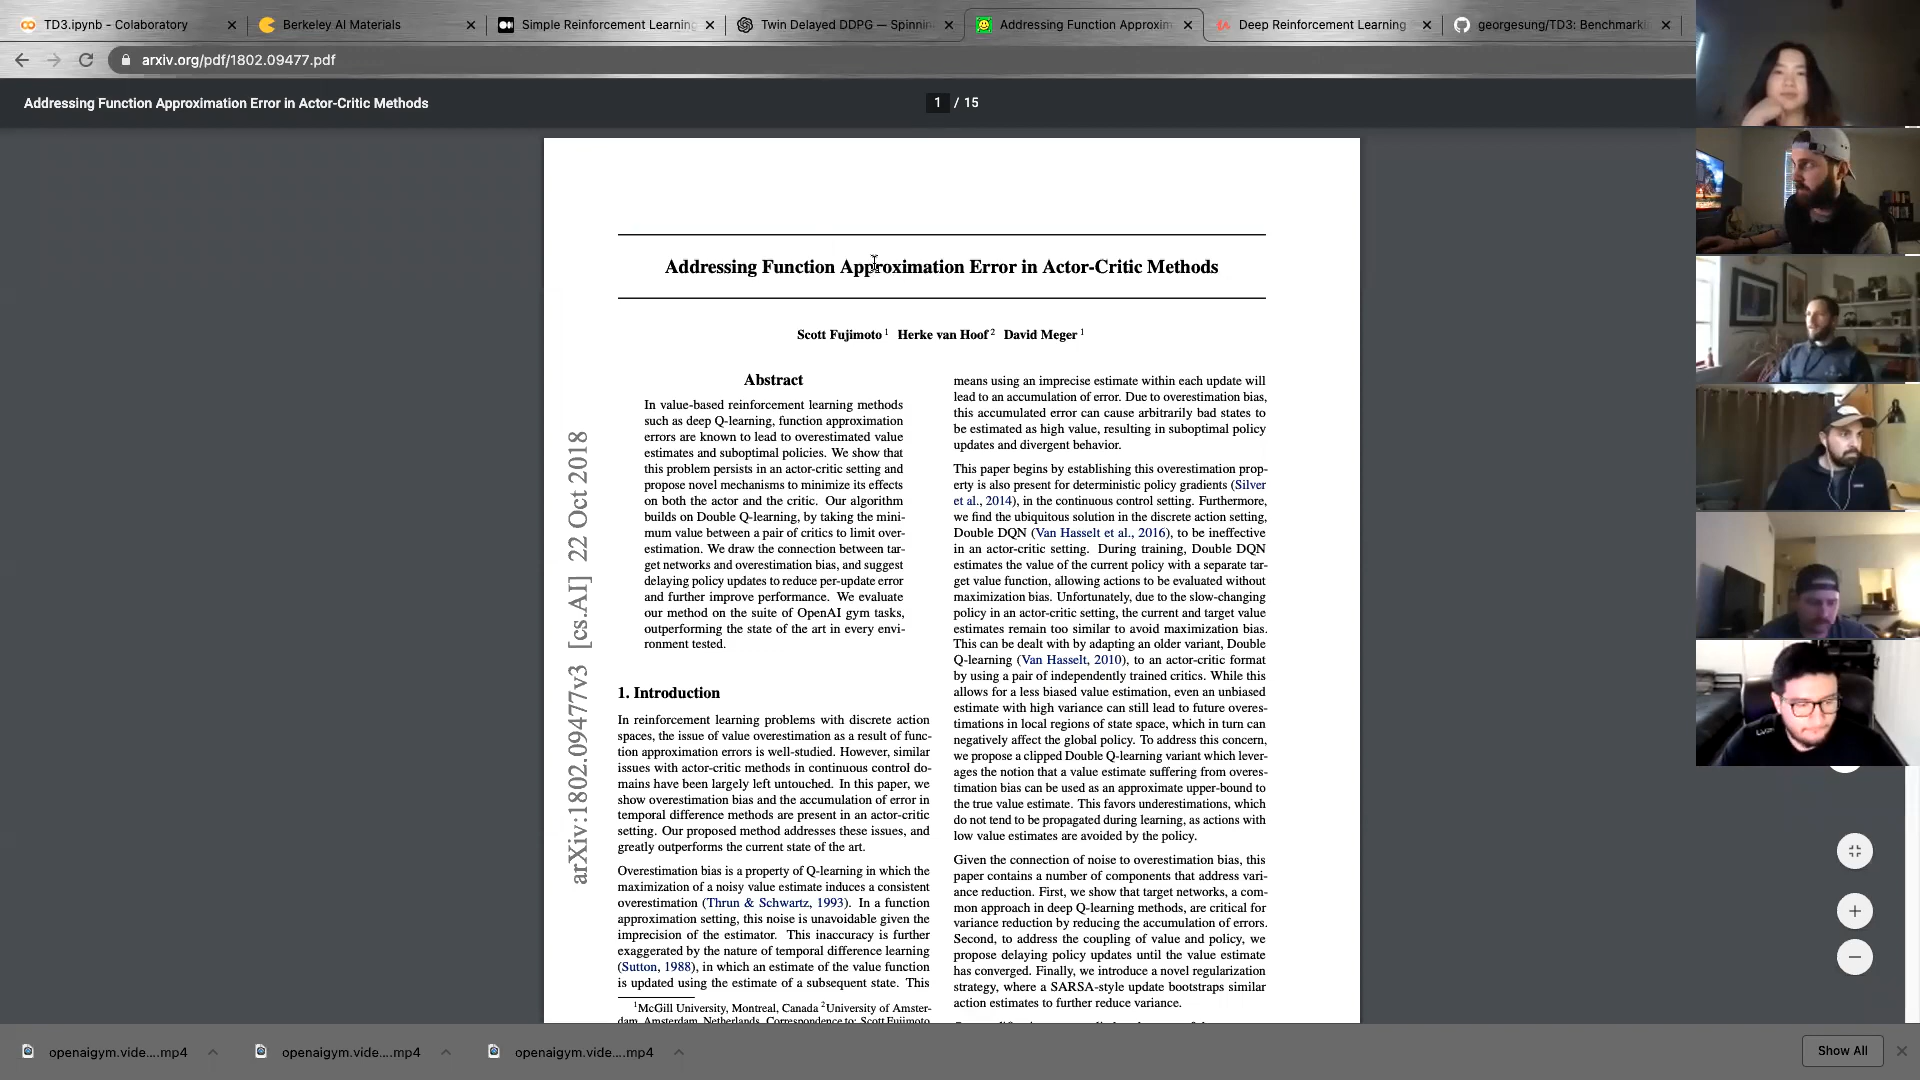 TD3.ipynb - Colaboratory
Berkeley AI Materials
Simple Reinforcement Learning
Twin Delayed DDPG — Spinnin
Addressing Function Approxim
Deep Reinforcement Learning
georgesung/TD3: Benchmark
arxiv.org/pdf/1802.09477.pdf
Addressing Function Approximation Error in Actor-Critic Methods
1 / 15
Addressing Function Approximation Error in Actor-Critic Methods
Scott Fujimoto 1 Herke van Hoof 2 David Meger 1
arXiv:1802.09477v3 [cs.AI] 22 Oct 2018
Abstract
In value-based reinforcement learning methods
such as deep Q-learning, function approximation
errors are known to lead to overestimated value
estimates and suboptimal policies. We show that
this problem persists in an actor-critic setting and
propose novel mechanisms to minimize its effects
on both the actor and the critic. Our algorithm
builds on Double Q-learning, by taking the mini-
mum value between a pair of critics to limit over-
estimation. We draw the connection between tar-
get networks and overestimation bias, and suggest
delaying policy updates to reduce per-update error
and further improve performance. We evaluate
our method on the suite of OpenAI gym tasks,
outperforming the state of the art in every envi-
ronment tested.
1. Introduction
In reinforcement learning problems with discrete action
spaces, the issue of value overestimation as a result of func-
tion approximation errors is well-studied. However, similar
issues with actor-critic methods in continuous control do-
mains have been largely left untouched. In this paper, we
show overestimation bias and the accumulation of error in
temporal difference methods are present in an actor-critic
setting. Our proposed method addresses these issues, and
greatly outperforms the current state of the art.
Overestimation bias is a property of Q-learning in which the
maximization of a noisy value estimate induces a consistent
overestimation (Thrun & Schwartz, 1993). In a function
approximation setting, this noise is unavoidable given the
imprecision of the estimator. This inaccuracy is further
exaggerated by the nature of temporal difference learning
(Sutton, 1988), in which an estimate of the value function
is updated using the estimate of a subsequent state. This
1McGill University, Montreal, Canada 2University of Amster-
dam, Amsterdam, Netherlands. Correspondence to: Scott Fujimoto
means using an imprecise estimate within each update will
lead to an accumulation of error. Due to overestimation bias,
this accumulated error can cause arbitrarily bad states to
be estimated as high value, resulting in suboptimal policy
updates and divergent behavior.
This paper begins by establishing this overestimation prop-
erty is also present for deterministic policy gradients (Silver
et al., 2014), in the continuous control setting. Furthermore,
we find the ubiquitous solution in the discrete action setting,
Double DQN (Van Hasselt et al., 2016), to be ineffective
in an actor-critic setting. During training, Double DQN
estimates the value of the current policy with a separate tar-
get value function, allowing actions to be evaluated without
maximization bias. Unfortunately, due to the slow-changing
policy in an actor-critic setting, the current and target value
estimates remain too similar to avoid maximization bias.
This can be dealt with by adapting an older variant, Double
Q-learning (Van Hasselt, 2010), to an actor-critic format
by using a pair of independently trained critics. While this
allows for a less biased value estimation, even an unbiased
estimate with high variance can still lead to future overes-
timations in local regions of state space, which in turn can
negatively affect the global policy. To address this concern,
we propose a clipped Double Q-learning variant which lever-
ages the notion that a value estimate suffering from overes-
timation bias can be used as an approximate upper-bound to
the true value estimate. This favors underestimations, which
do not tend to be propagated during learning, as actions with
low value estimates are avoided by the policy.
Given the connection of noise to overestimation bias, this
paper contains a number of components that address vari-
ance reduction. First, we show that target networks, a com-
mon approach in deep Q-learning methods, are critical for
variance reduction by reducing the accumulation of errors.
Second, to address the coupling of value and policy, we
propose delaying policy updates until the value estimate
has converged. Finally, we introduce a novel regularization
strategy, where a SARSA-style update bootstraps similar
action estimates to further reduce variance.
openaigym.vide....mp4
openaigym.vide....mp4
openaigym.vide....mp4
Show All